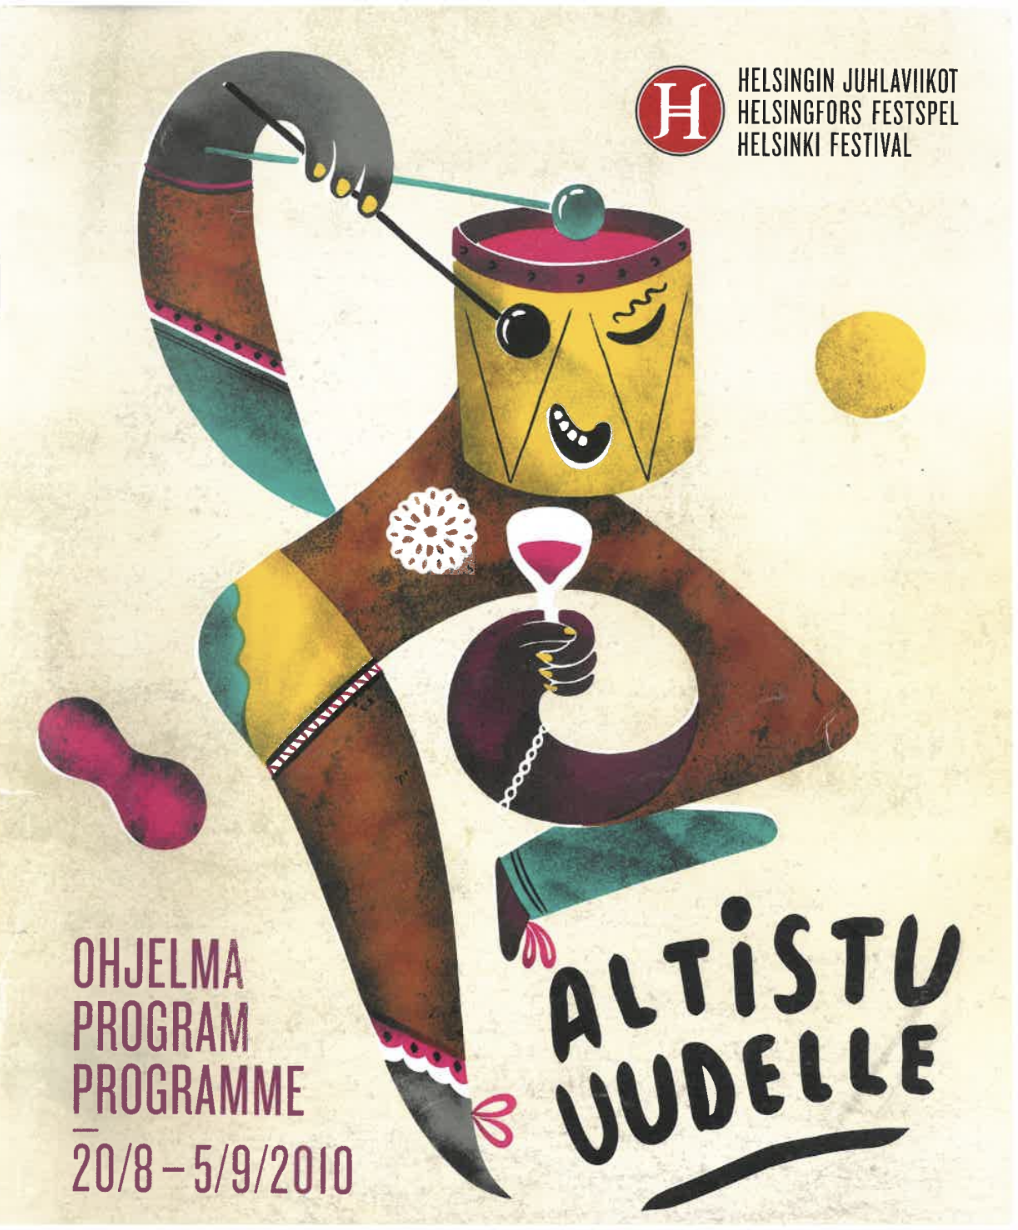 H
HELSINGIN JUHLAVIIKOT
HELSINGFORS FESTSPEL
HELSINKI FESTIVAL
OHJELMA
PROGRAM
PROGRAMME
20/8 – 5/9/2010
ALTiSTU
UUDELLE